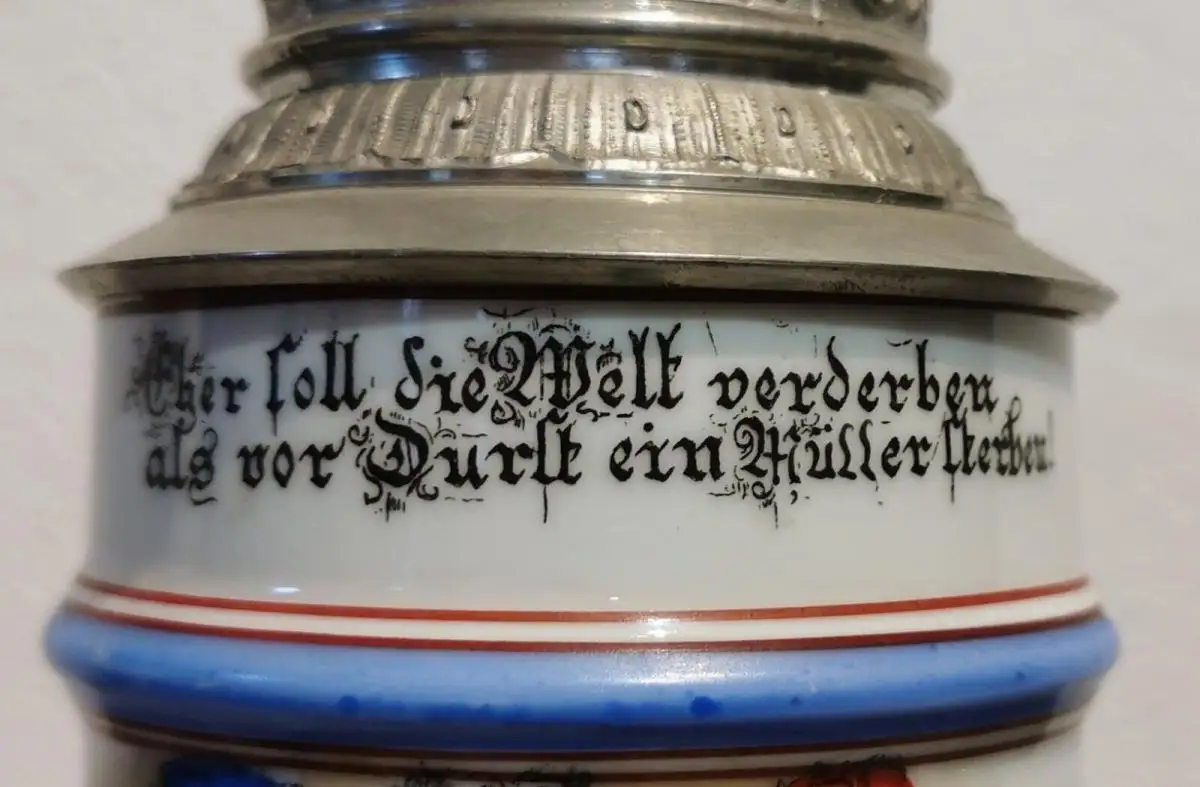 Eher ſoll die Welt verderben
als vor Durſt ein Müller ſterben!